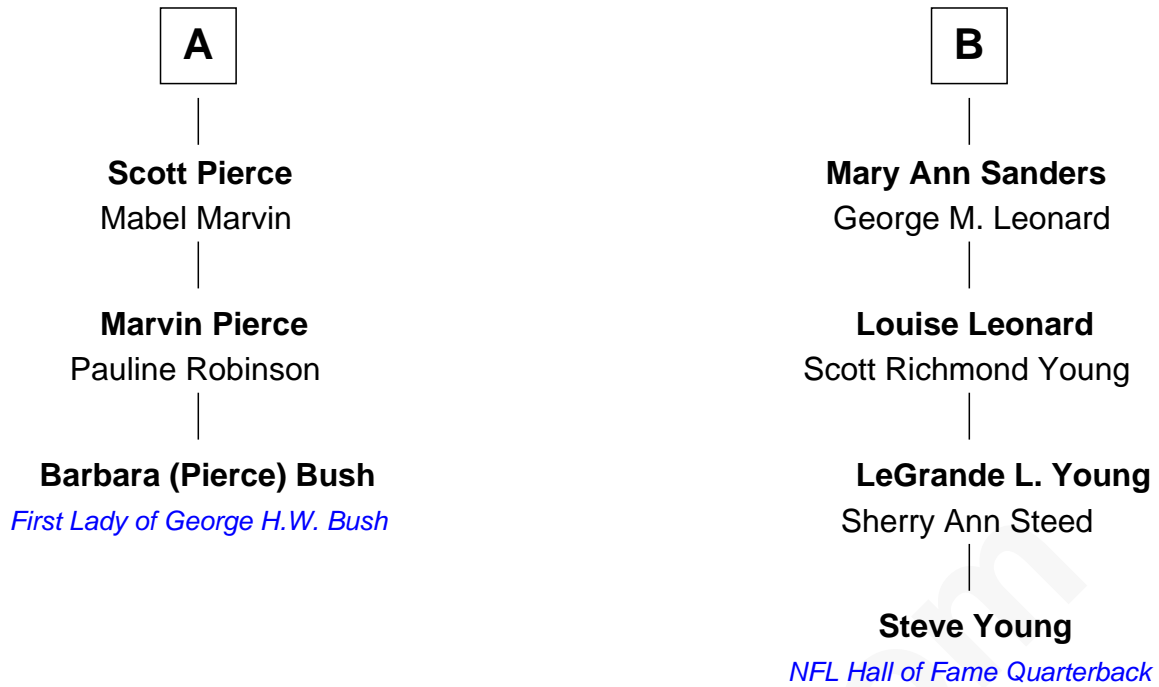 A
Scott Pierce
Mabel Marvin
Marvin Pierce
Pauline Robinson
Barbara (Pierce) Bush
First Lady of George H.W. Bush
B
Mary Ann Sanders
George M. Leonard
Louise Leonard
Scott Richmond Young
LeGrande L. Young
Sherry Ann Steed
Steve Young
NFL Hall of Fame Quarterback